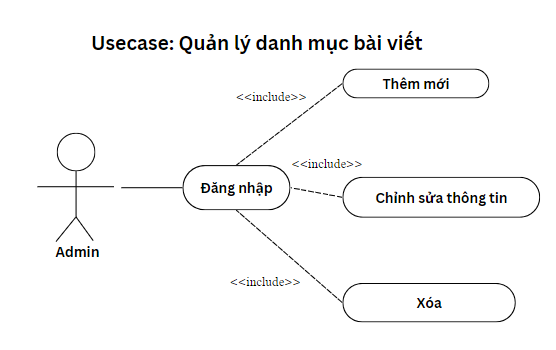 Usecase: Quản lý danh mục bài viết
Thêm mới
<<include>>
<<include>>
Đăng nhập
Chỉnh sửa thông tin
Admin
<<include>>
Xóa